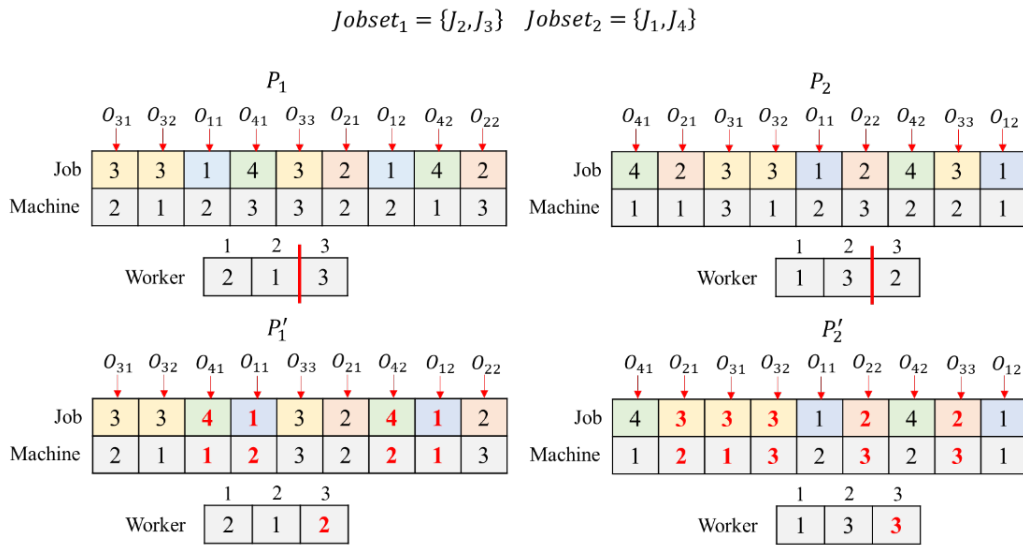 Jobset₁ = {J₂, J₃} Jobset₂ = {J₁, J₄}
P₁
O₃₁ O₃₂ O₁₁ O₄₁ O₃₃ O₂₁ O₁₂ O₄₂ O₂₂
Job 3 3 1 4 3 2 1 4 2
Machine 2 1 2 3 3 2 2 1 3
1 2 3
Worker 2 1 3
P₂
O₄₁ O₂₁ O₃₁ O₃₂ O₁₁ O₂₂ O₄₂ O₃₃ O₁₂
Job 4 2 3 3 1 2 4 3 1
Machine 1 1 3 1 2 3 2 2 1
1 2 3
Worker 1 3 2
P₁′
O₃₁ O₃₂ O₄₁ O₁₁ O₃₃ O₂₁ O₄₂ O₁₂ O₂₂
Job 3 3 4 1 3 2 4 1 2
Machine 2 1 1 2 3 2 2 1 3
1 2 3
Worker 2 1 2
P₂′
O₄₁ O₂₁ O₃₁ O₃₂ O₁₁ O₂₂ O₄₂ O₃₃ O₁₂
Job 4 3 3 3 1 2 4 2 1
Machine 1 2 1 3 2 3 2 3 1
1 2 3
Worker 1 3 3